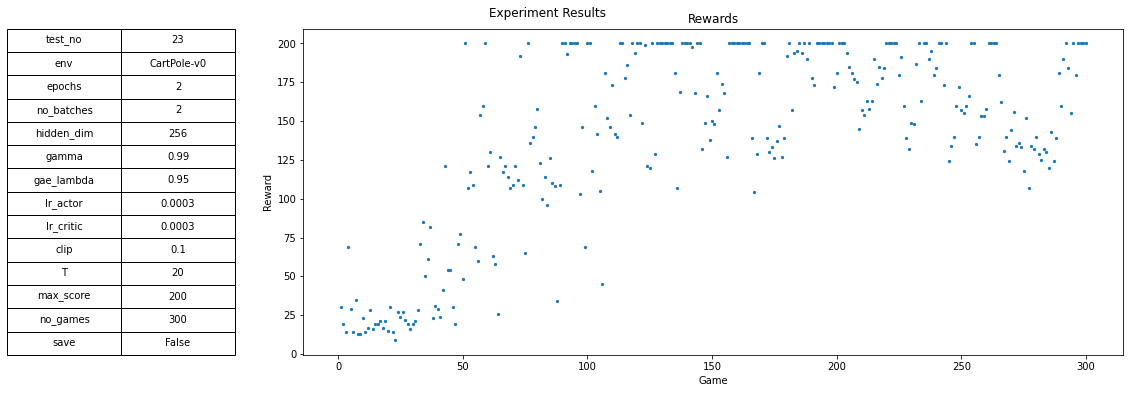 Experiment Results
test_no 23
env CartPole-v0
epochs 2
no_batches 2
hidden_dim 256
gamma 0.99
gae_lambda 0.95
lr_actor 0.0003
lr_critic 0.0003
clip 0.1
T 20
max_score 200
no_games 300
save False
Rewards
Reward
200
175
150
125
100
75
50
25
0
0 50 100 150 200 250 300
Game